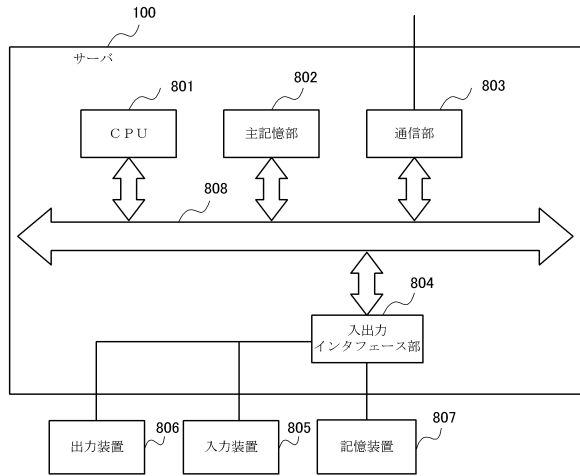 100
サーバ
801
802
803
ＣＰＵ
主記憶部
通信部
808
804
入出力
インタフェース部
出力装置
806
入力装置
805
記憶装置
807